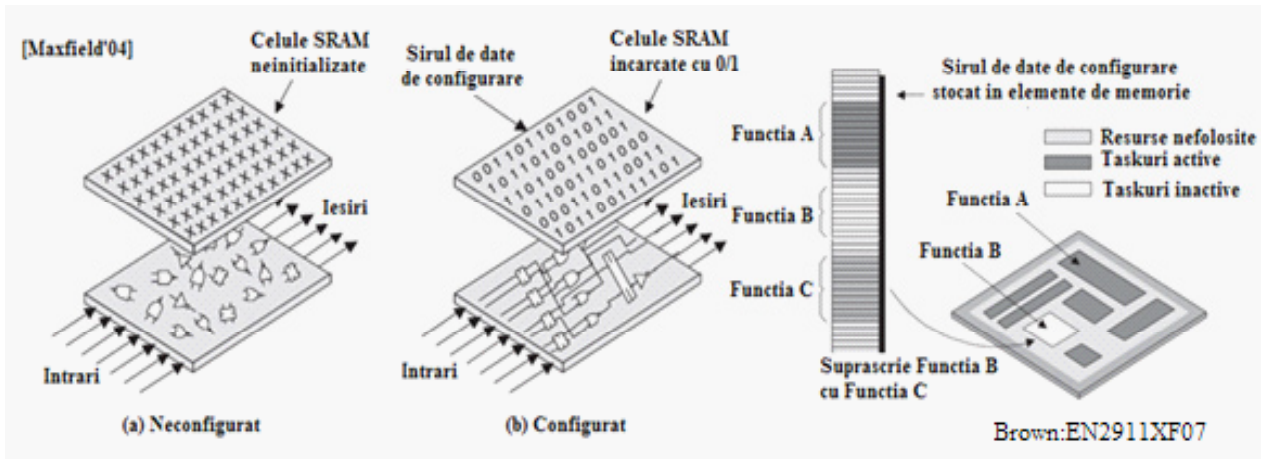 [Maxfield'04]
Celule SRAM
neinitializate
XXXXXXXXXX
Iesiri
Intrari
(a) Neconfigurat
Sirul de date
de configurare
Celule SRAM
incarcate cu 0/1
Iesiri
Intrari
(b) Configurat
Sirul de date de configurare
stocat in elemente de memorie
Functia A
Functia B
Functia C
Suprascrie Functia B
cu Functia C
Resurse nefolosite
Taskuri active
Taskuri inactive
Functia A
Functia B
Brown:EN2911XF07